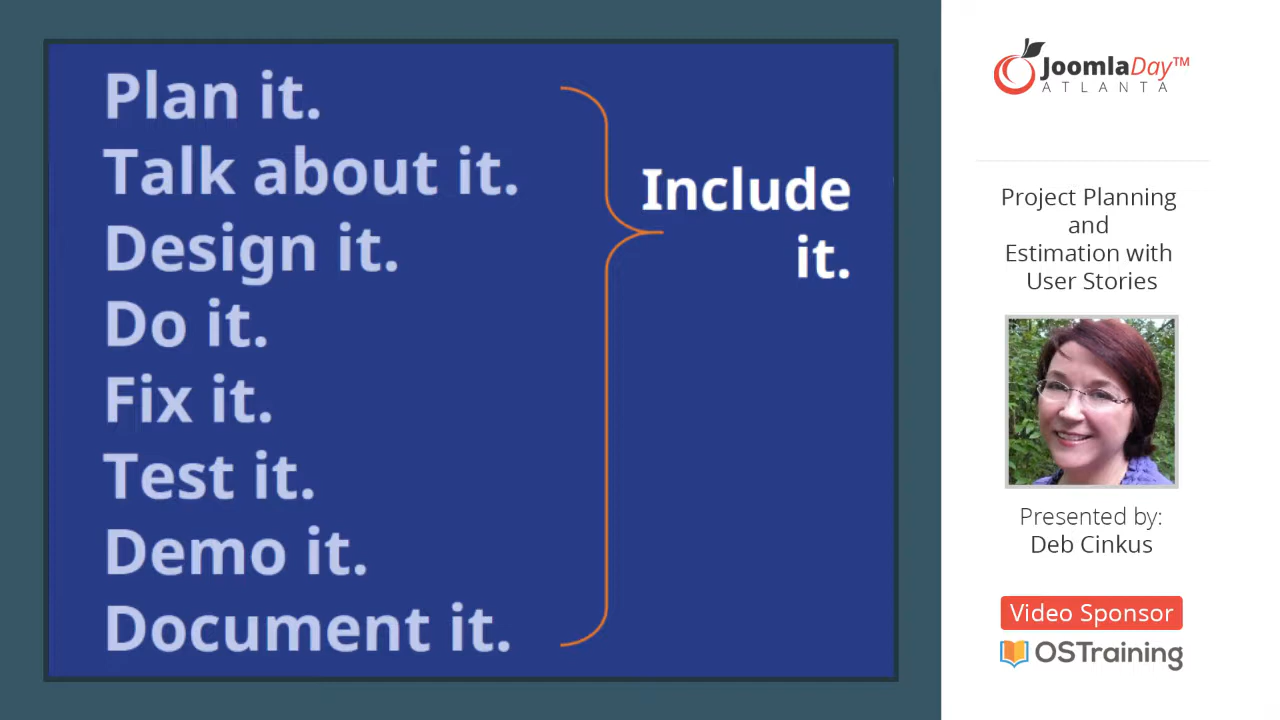 Plan it.
Talk about it.
Design it.
Do it.
Fix it.
Test it.
Demo it.
Document it.
Include
it.
JoomlaDay™
ATLANTA
Project Planning
and
Estimation with
User Stories
Presented by:
Deb Cinkus
Video Sponsor
OSTraining